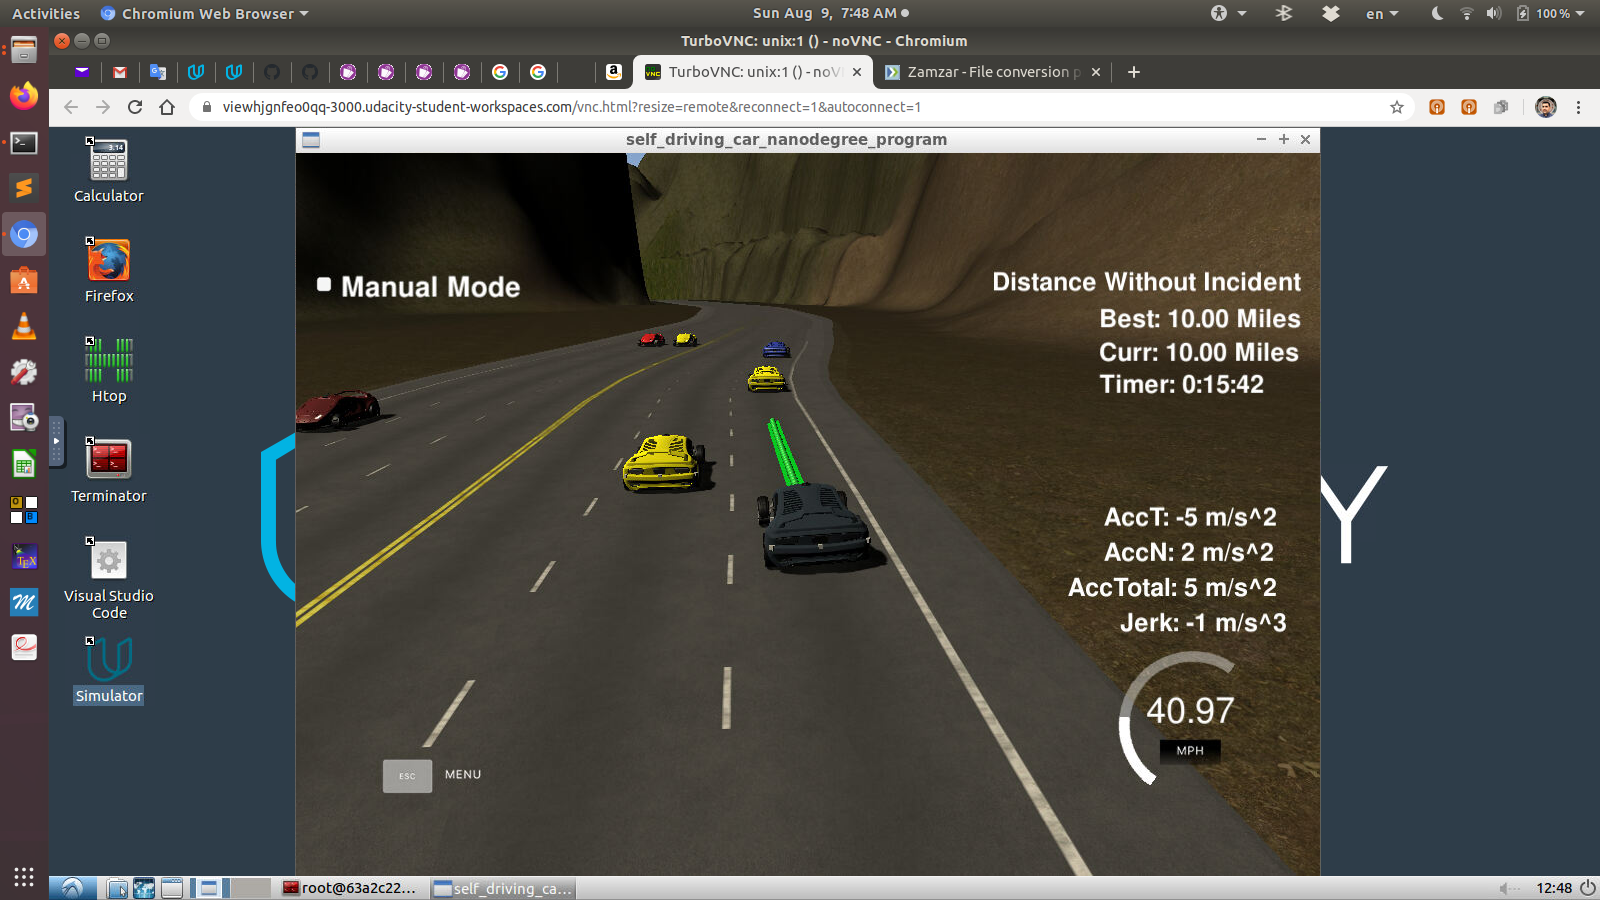 Activities
Chromium Web Browser
Sun Aug 9, 7:48 AM
en
100 %
TurboVNC: unix:1 () - noVNC - Chromium
TurboVNC: unix:1 () - noV
Zamzar - File conversion p
viewhjgnfeo0qq-3000.udacity-student-workspaces.com/vnc.html?resize=remote&reconnect=1&autoconnect=1
self_driving_car_nanodegree_program
3.14
Calculator
Firefox
Htop
Terminator
Visual Studio
Code
Simulator
Manual Mode
Distance Without Incident
Best: 10.00 Miles
Curr: 10.00 Miles
Timer: 0:15:42
Y
AccT: -5 m/s^2
AccN: 2 m/s^2
AccTotal: 5 m/s^2
Jerk: -1 m/s^3
40.97
MPH
ESC
MENU
root@63a2c22...
self_driving_ca...
12:48